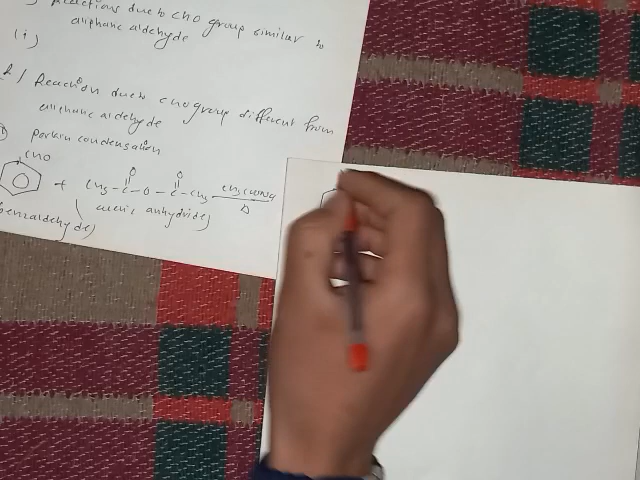 Reactions due to CHO group similar to
aliphatic aldehyde
(i)
2) Reaction due to CHO group different from
aliphatic aldehyde
perkin condensation
CHO
+ CH3 - C - O - C - CH3 CH3COONa
O O
Δ
benzaldehyde) (acetic anhydride)